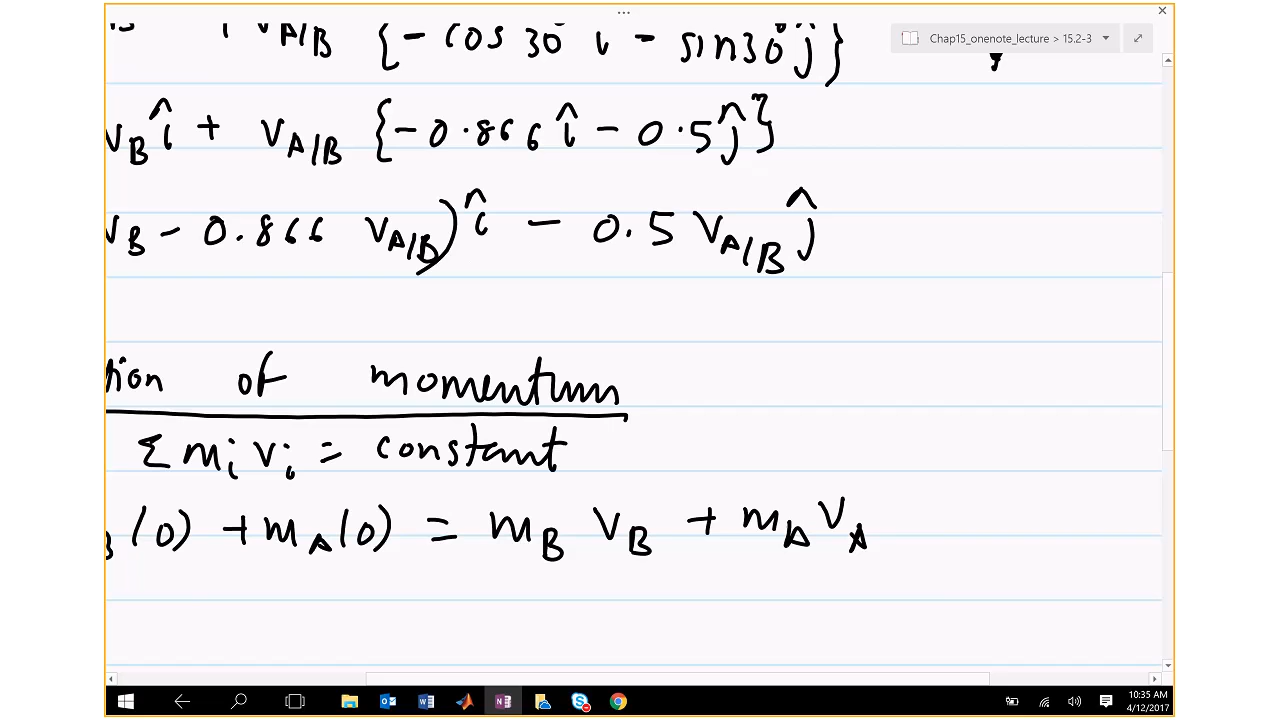 Chap15_onenote_lecture > 15.2-3
V_A/B {- cos 30° i - sin 30° ĵ}
V_B î + V_A/B {- 0.866 î - 0.5 ĵ}
V_B - 0.866 V_A/B) î - 0.5 V_A/B ĵ
tion of momentum
Σ m_i v_i = constant
B (0) + m_A (0) = m_B V_B + m_A V_A
10:35 AM
4/12/2017